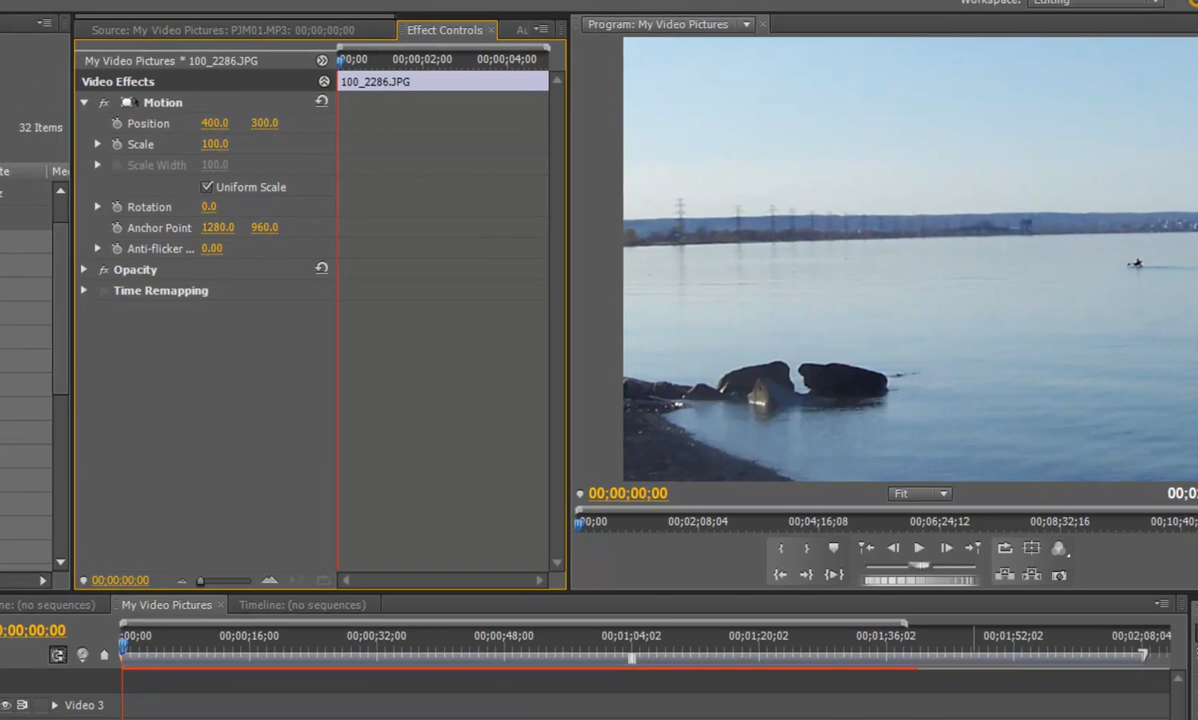 Workspace: Editing
Source: My Video Pictures: PJM01.MP3: 00;00;00;00
Effect Controls
Au
Program: My Video Pictures
My Video Pictures * 100_2286.JPG
00;00 00;00;02;00 00;00;04;00
Video Effects
100_2286.JPG
fx Motion
Position 400.0 300.0
32 Items
Scale 100.0
Scale Width 100.0
Uniform Scale
Rotation 0.0
Anchor Point 1280.0 960.0
Anti-flicker ... 0.00
fx Opacity
Time Remapping
00;00;00;00
Fit
00;00 00;02;08;04 00;04;16;08 00;06;24;12 00;08;32;16 00;10;40;
00;00;00;00
ne: (no sequences)
My Video Pictures
Timeline: (no sequences)
0:00;00;00
;00;00 00;00;16;00 00;00;32;00 00;00;48;00 00;01;04;02 00;01;20;02 00;01;36;02 00;01;52;02 00;02;08;04
Video 3